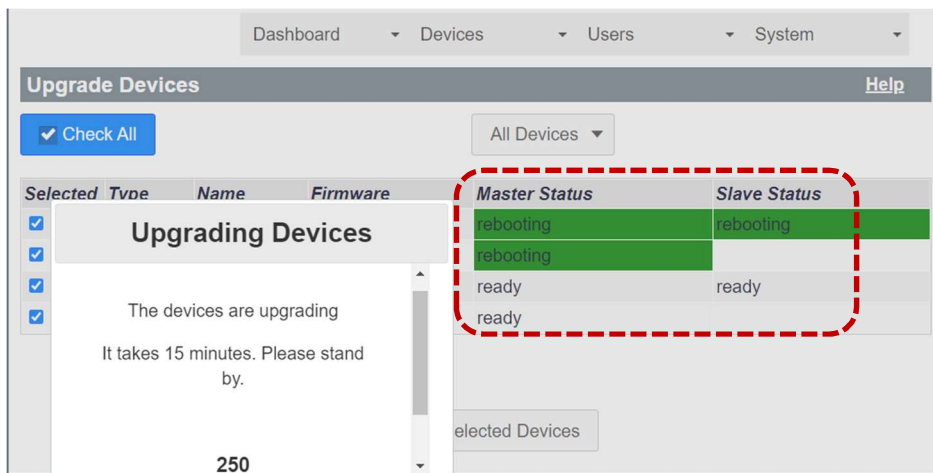 Dashboard Devices Users System
Upgrade Devices Help
Check All All Devices
Selected Type Name Firmware Master Status Slave Status
Upgrading Devices
rebooting rebooting
rebooting
ready ready
ready
The devices are upgrading
It takes 15 minutes. Please stand
by.
250
elected Devices